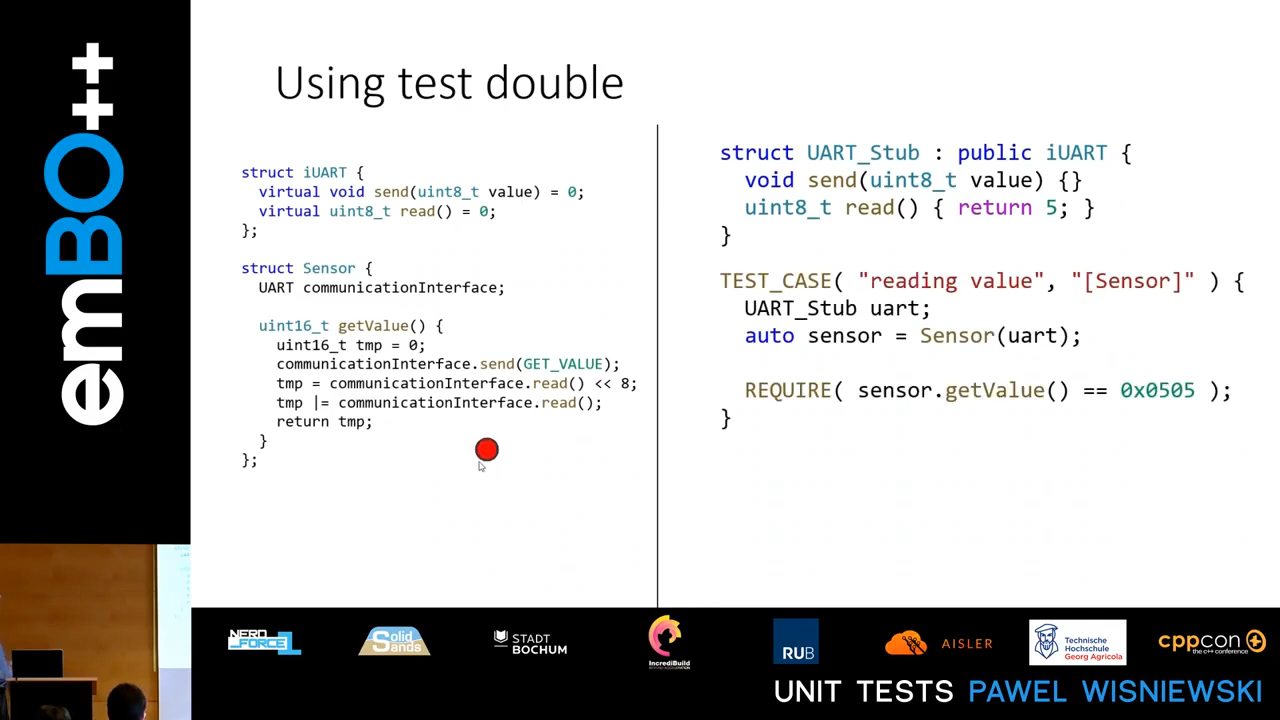 emBO++
Using test double
struct iUART {
virtual void send(uint8_t value) = 0;
virtual uint8_t read() = 0;
};
struct Sensor {
UART communicationInterface;
uint16_t getValue() {
uint16_t tmp = 0;
communicationInterface.send(GET_VALUE);
tmp = communicationInterface.read() << 8;
tmp |= communicationInterface.read();
return tmp;
}
};
struct UART_Stub : public iUART {
void send(uint8_t value) {}
uint8_t read() { return 5; }
}
TEST_CASE( "reading value", "[Sensor]" ) {
UART_Stub uart;
auto sensor = Sensor(uart);
REQUIRE( sensor.getValue() == 0x0505 );
}
NERD
FORCE1
Solid
Sands
STADT
BOCHUM
IncrediBuild
RUB
AISLER
Technische
Hochschule
Georg Agricola
cppcon
the c++ conference
UNIT TESTS PAWEL WISNIEWSKI